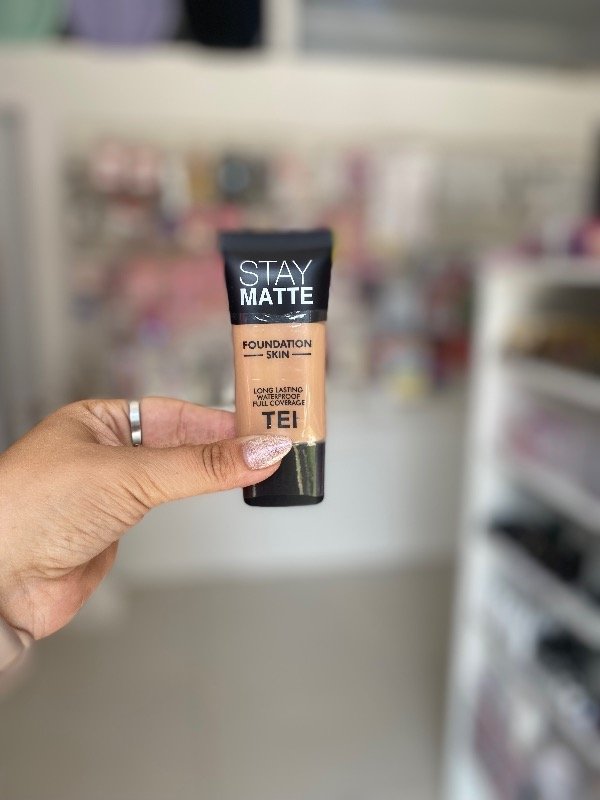 STAY
MATTE
FOUNDATION
SKIN
LONG LASTING
WATERPROOF
FULL COVERAGE
TEI